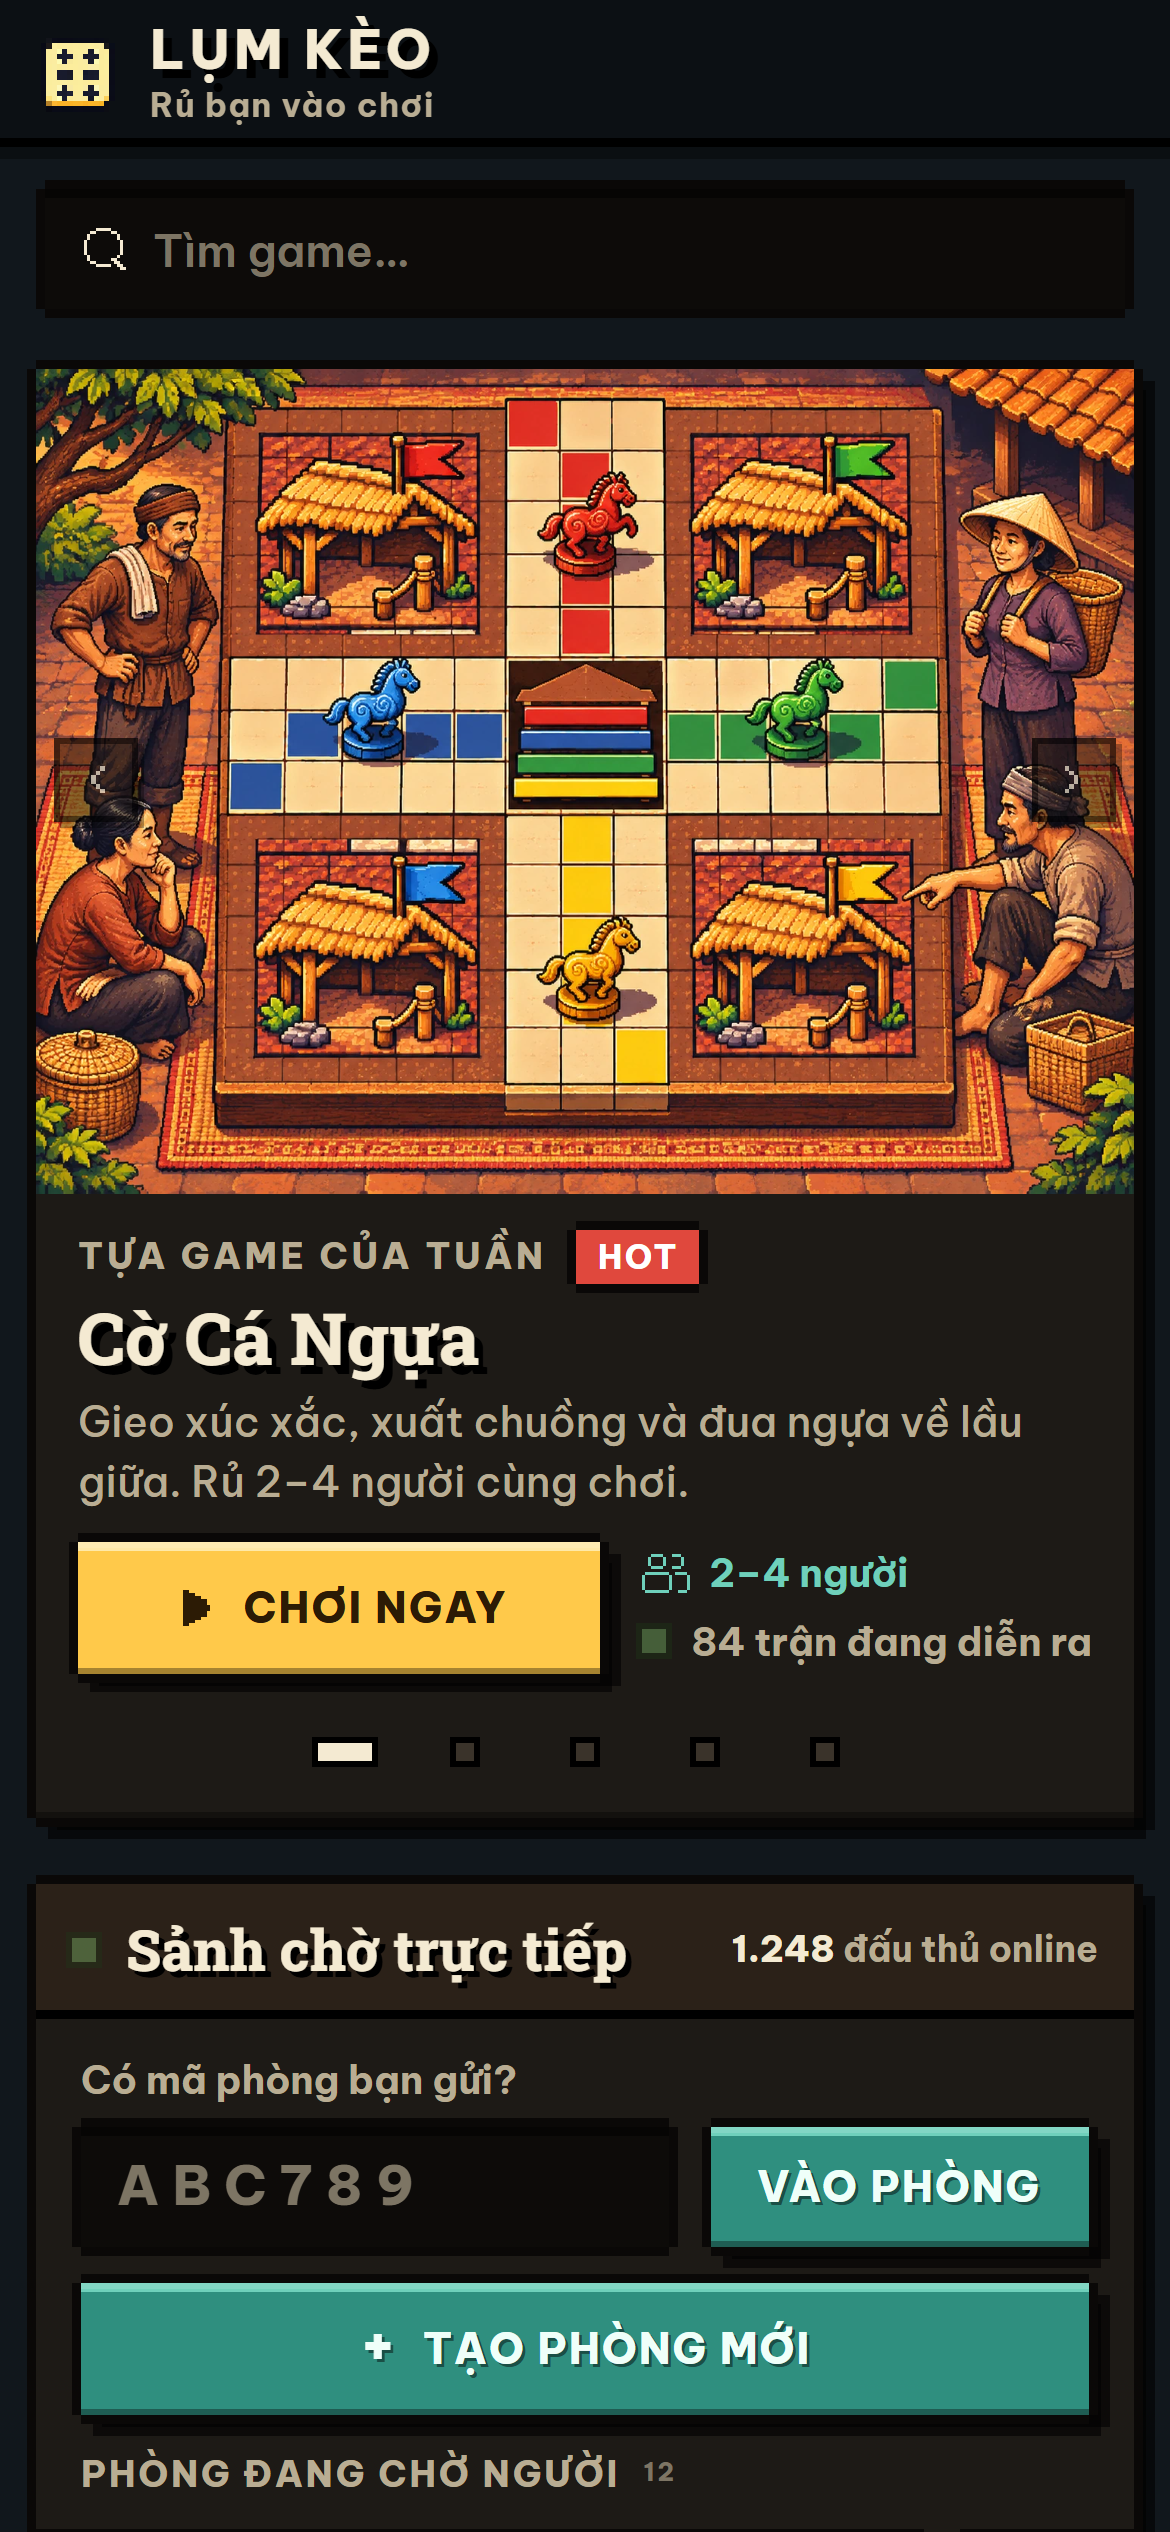 LỤM KÈO
Rủ bạn vào chơi
Tìm game...
TỰA GAME CỦA TUẦN HOT
Cờ Cá Ngựa
Gieo xúc xắc, xuất chuồng và đua ngựa về lầu
giữa. Rủ 2–4 người cùng chơi.
CHƠI NGAY
2–4 người
84 trận đang diễn ra
Sảnh chờ trực tiếp
1.248 đấu thủ online
Có mã phòng bạn gửi?
ABC789
VÀO PHÒNG
+ TẠO PHÒNG MỚI
PHÒNG ĐANG CHỜ NGƯỜI 12